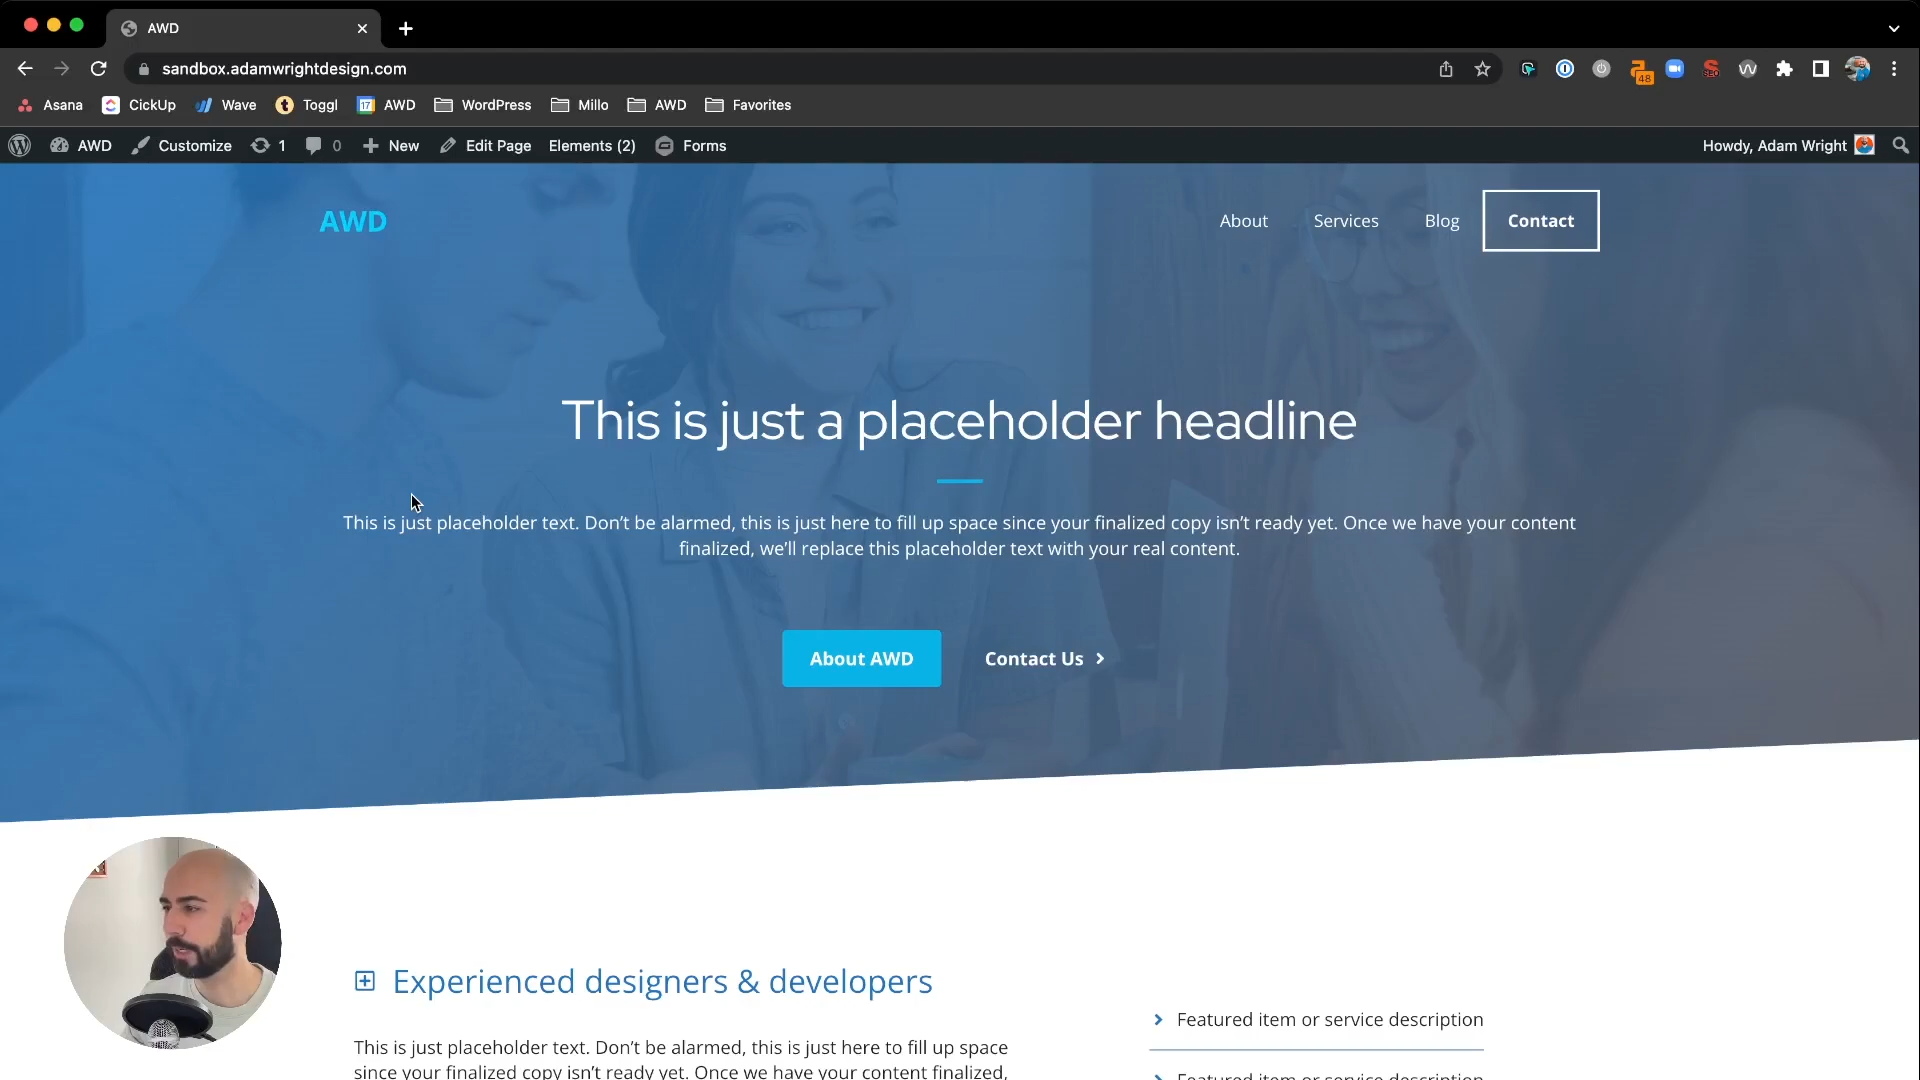 AWD
sandbox.adamwrightdesign.com
48
Asana
CickUp
Wave
Toggl
17
AWD
WordPress
Millo
AWD
Favorites
AWD
Customize
1
0
New
Edit Page
Elements (2)
Forms
Howdy, Adam Wright
AWD
About
Services
Blog
Contact
This is just a placeholder headline
This is just placeholder text. Don’t be alarmed, this is just here to fill up space since your finalized copy isn’t ready yet. Once we have your content
finalized, we’ll replace this placeholder text with your real content.
About AWD
Contact Us
Experienced designers & developers
This is just placeholder text. Don’t be alarmed, this is just here to fill up space
since your finalized copy isn’t ready yet. Once we have your content finalized,
Featured item or service description
Featured item or service description